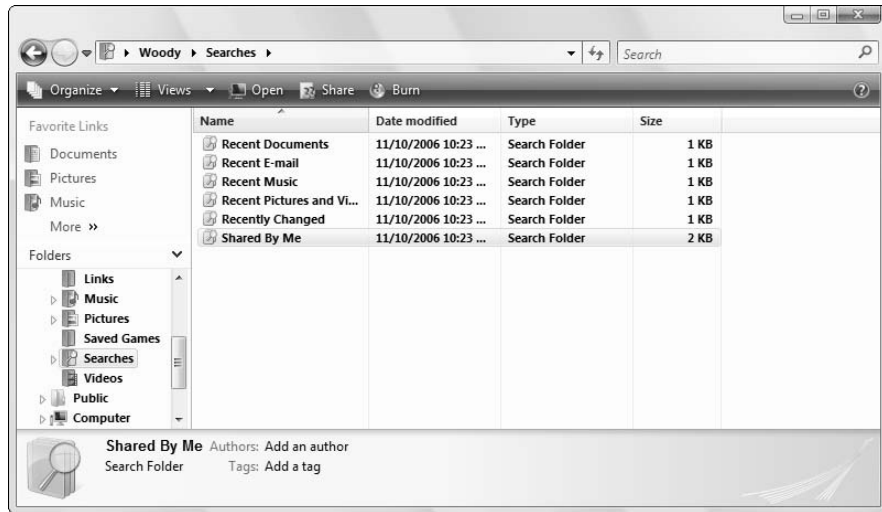 Woody Searches
Search
Organize Views Open Share Burn
Favorite Links
Documents
Pictures
Music
More »
Folders
Links
Music
Pictures
Saved Games
Searches
Videos
Public
Computer
Name Date modified Type Size
Recent Documents 11/10/2006 10:23 ... Search Folder 1 KB
Recent E-mail 11/10/2006 10:23 ... Search Folder 1 KB
Recent Music 11/10/2006 10:23 ... Search Folder 1 KB
Recent Pictures and Vi... 11/10/2006 10:23 ... Search Folder 1 KB
Recently Changed 11/10/2006 10:23 ... Search Folder 1 KB
Shared By Me 11/10/2006 10:23 ... Search Folder 2 KB
Shared By Me Authors: Add an author
Search Folder Tags: Add a tag